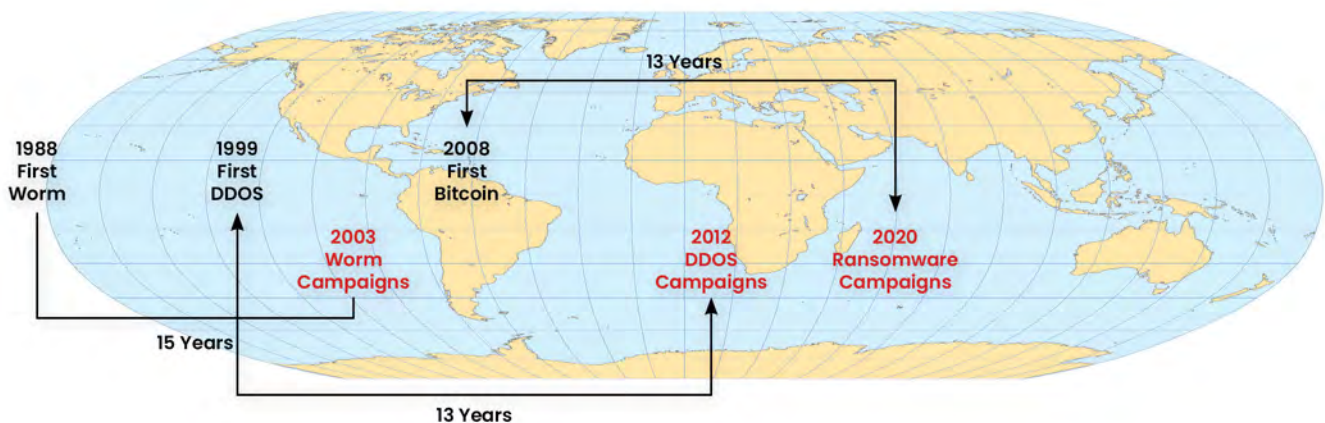 13 Years
1988
First
Worm
1999
First
DDOS
2008
First
Bitcoin
2003
Worm
Campaigns
2012
DDOS
Campaigns
2020
Ransomware
Campaigns
15 Years
13 Years